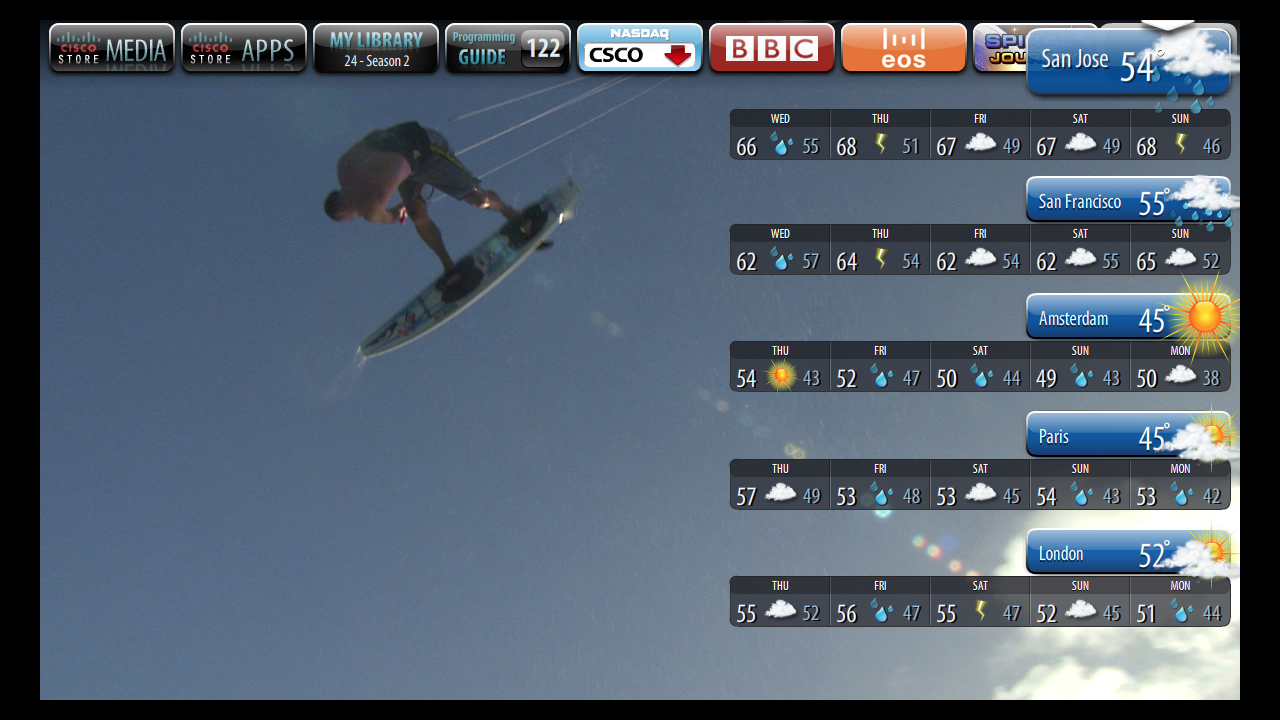 CISCO STORE MEDIA
CISCO STORE APPS
MY LIBRARY
24 - Season 2
Programming
GUIDE 122
NASDAQ
CSCO
BBC
eos
San Jose 54°
WED THU FRI SAT SUN
66 55 68 51 67 49 67 49 68 46
San Francisco 55°
WED THU FRI SAT SUN
62 57 64 54 62 54 62 55 65 52
Amsterdam 45°
THU FRI SAT SUN MON
54 43 52 47 50 44 49 43 50 38
Paris 45°
THU FRI SAT SUN MON
57 49 53 48 53 45 54 43 53 42
London 52°
THU FRI SAT SUN MON
55 52 56 47 55 47 52 45 51 44